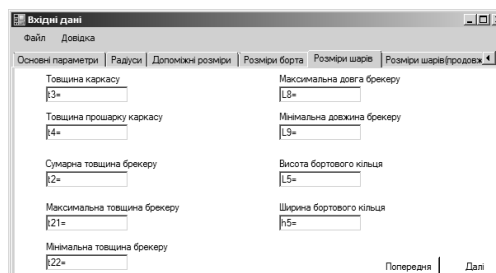 Вхідні дані
Файл Довідка
Основні параметри Радіуси Допоміжні розміри Розміри борта Розміри шарів Розміри шарів(продовж
Товщина каркасу
t3=
Товщина прошарку каркасу
t4=
Сумарна товщина брекеру
t2=
Максимальна товщина брекеру
t21=
Мінімальна товщина брекеру
t22=
Максимальна довга брекеру
L8=
Мінімальна довжина брекеру
L9=
Висота бортового кільця
L5=
Ширина бортового кільця
h5=
Попередня Далі